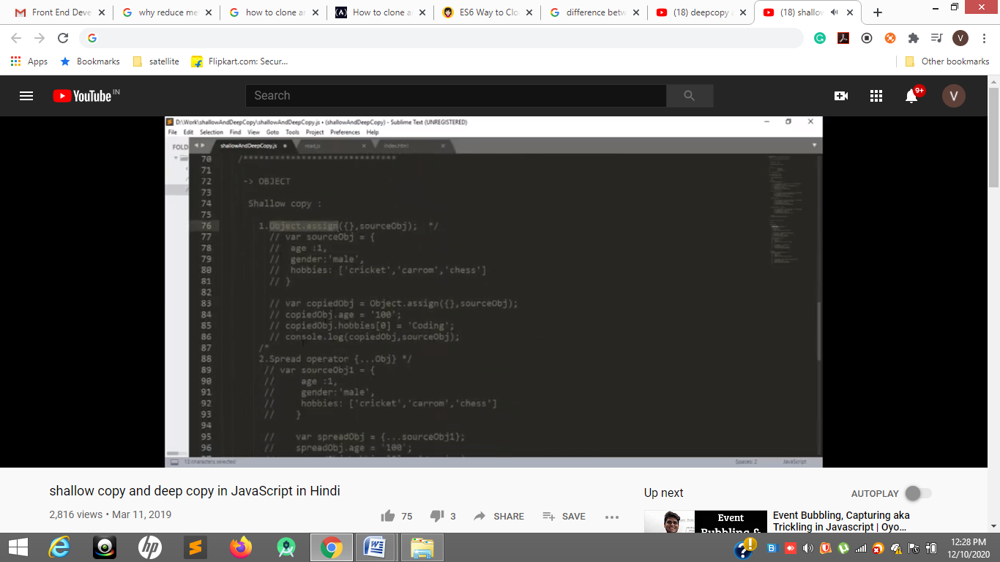 Front End Deve
why reduce me
how to clone ar
How to clone a
ES6 Way to Clo
difference betw
(18) deepcopy a
(18) shallow
V
Apps
Bookmarks
satellite
Flipkart.com: Secur...
Other bookmarks
YouTube IN
Search
9+
V
D:\Work\shallowAndDeepCopy\shallowAndDeepCopy.js • (shallowAndDeepCopy) - Sublime Text (UNREGISTERED)
File Edit Selection Find View Goto Tools Project Preferences Help
FOLD
shallowAndDeepCopy.js
read.js
index.html
70 /*****************************
71
72 -> OBJECT
73
74 Shallow copy :
75
76 1.Object.assign({},sourceObj); */
77 // var sourceObj = {
78 // age :1,
79 // gender:'male',
80 // hobbies: ['cricket','carrom','chess']
81 // }
82
83 // var copiedObj = Object.assign({},sourceObj);
84 // copiedObj.age = '100';
85 // copiedObj.hobbies[0] = 'Coding';
86 // console.log(copiedObj,sourceObj);
87 /*
88 2.Spread operator {...Obj} */
89 // var sourceObj1 = {
90 // age :1,
91 // gender:'male',
92 // hobbies: ['cricket','carrom','chess']
93 // }
94
95 // var spreadObj = {...sourceObj1};
96 // spreadObj.age = '100';
13 characters selected
Spaces: 2
JavaScript
shallow copy and deep copy in JavaScript in Hindi
2,816 views • Mar 11, 2019
75
3
SHARE
SAVE
Up next
AUTOPLAY
Event
Bubbling &
Event Bubbling, Capturing aka
Trickling in Javascript | Oyo...
12:28 PM
12/10/2020